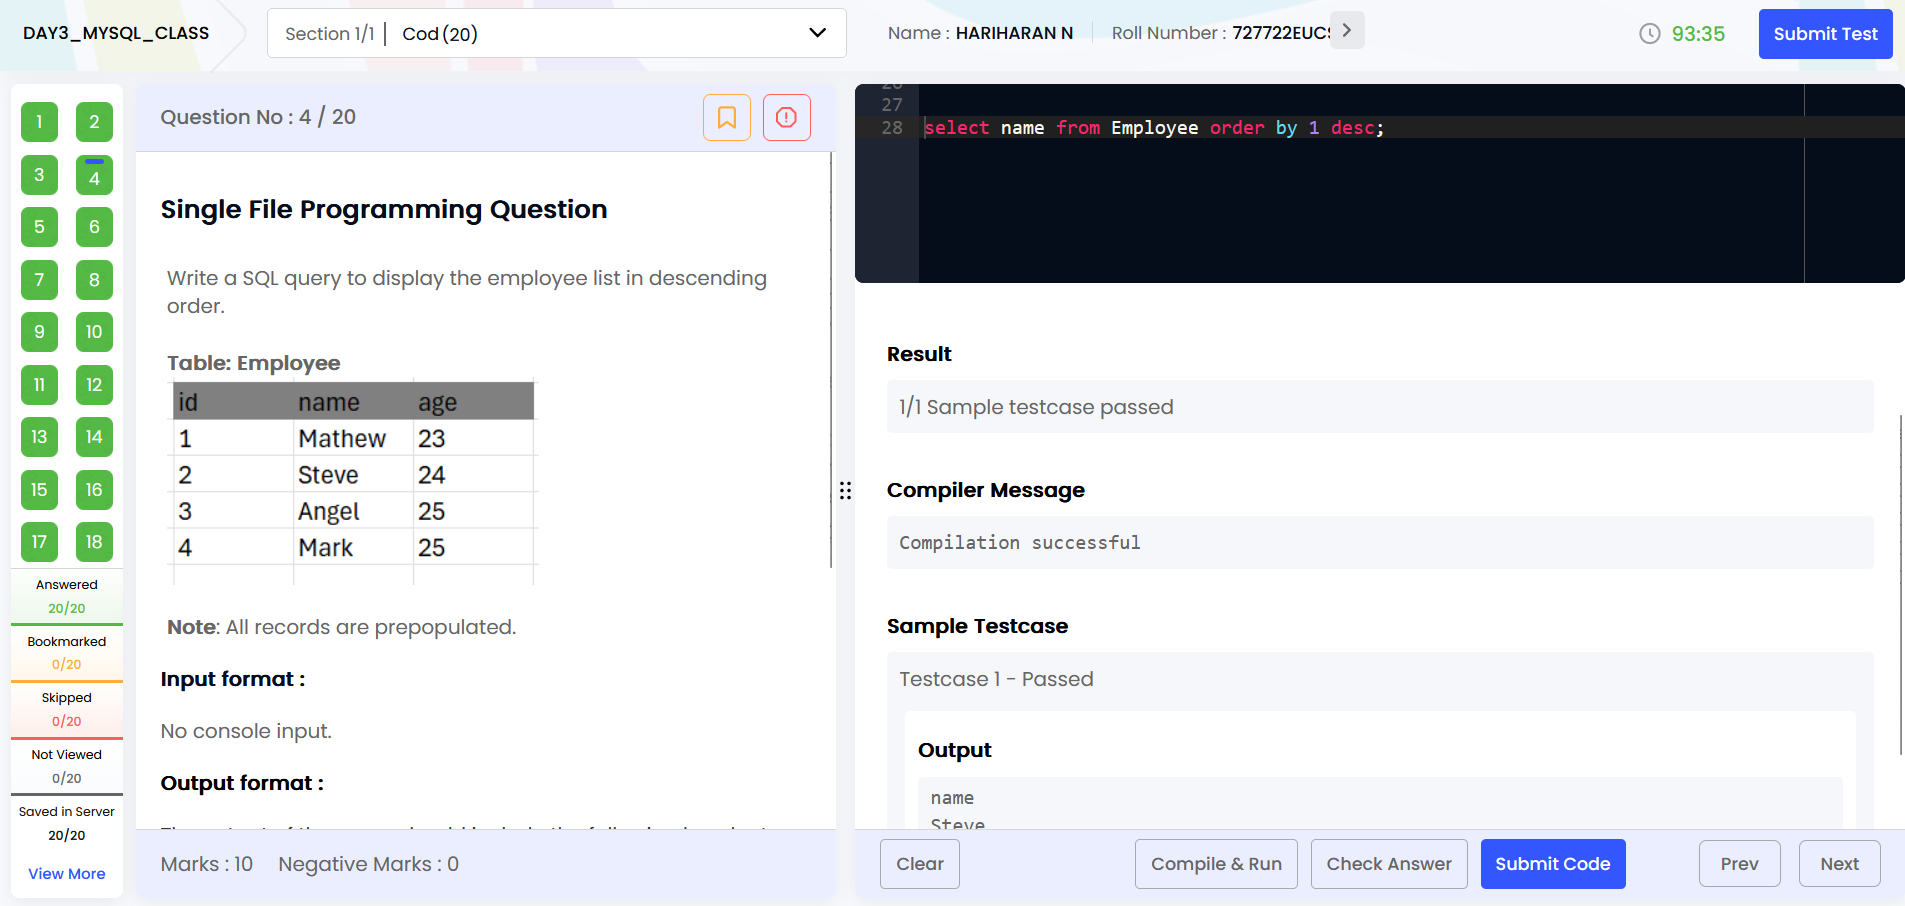 DAY3_MYSQL_CLASS
Section 1/1 | Cod (20)
Name : HARIHARAN N
Roll Number : 727722EUCS
93:35
Submit Test
1 2
3 4
5 6
7 8
9 10
11 12
13 14
15 16
17 18
Answered
20/20
Bookmarked
0/20
Skipped
0/20
Not Viewed
0/20
Saved in Server
20/20
View More
Question No : 4 / 20
Single File Programming Question
Write a SQL query to display the employee list in descending
order.
Table: Employee
id name age
1 Mathew 23
2 Steve 24
3 Angel 25
4 Mark 25
Note: All records are prepopulated.
Input format :
No console input.
Output format :
Marks : 10 Negative Marks : 0
27
28 select name from Employee order by 1 desc;
Result
1/1 Sample testcase passed
Compiler Message
Compilation successful
Sample Testcase
Testcase 1 - Passed
Output
name
Steve
Clear
Compile & Run
Check Answer
Submit Code
Prev
Next